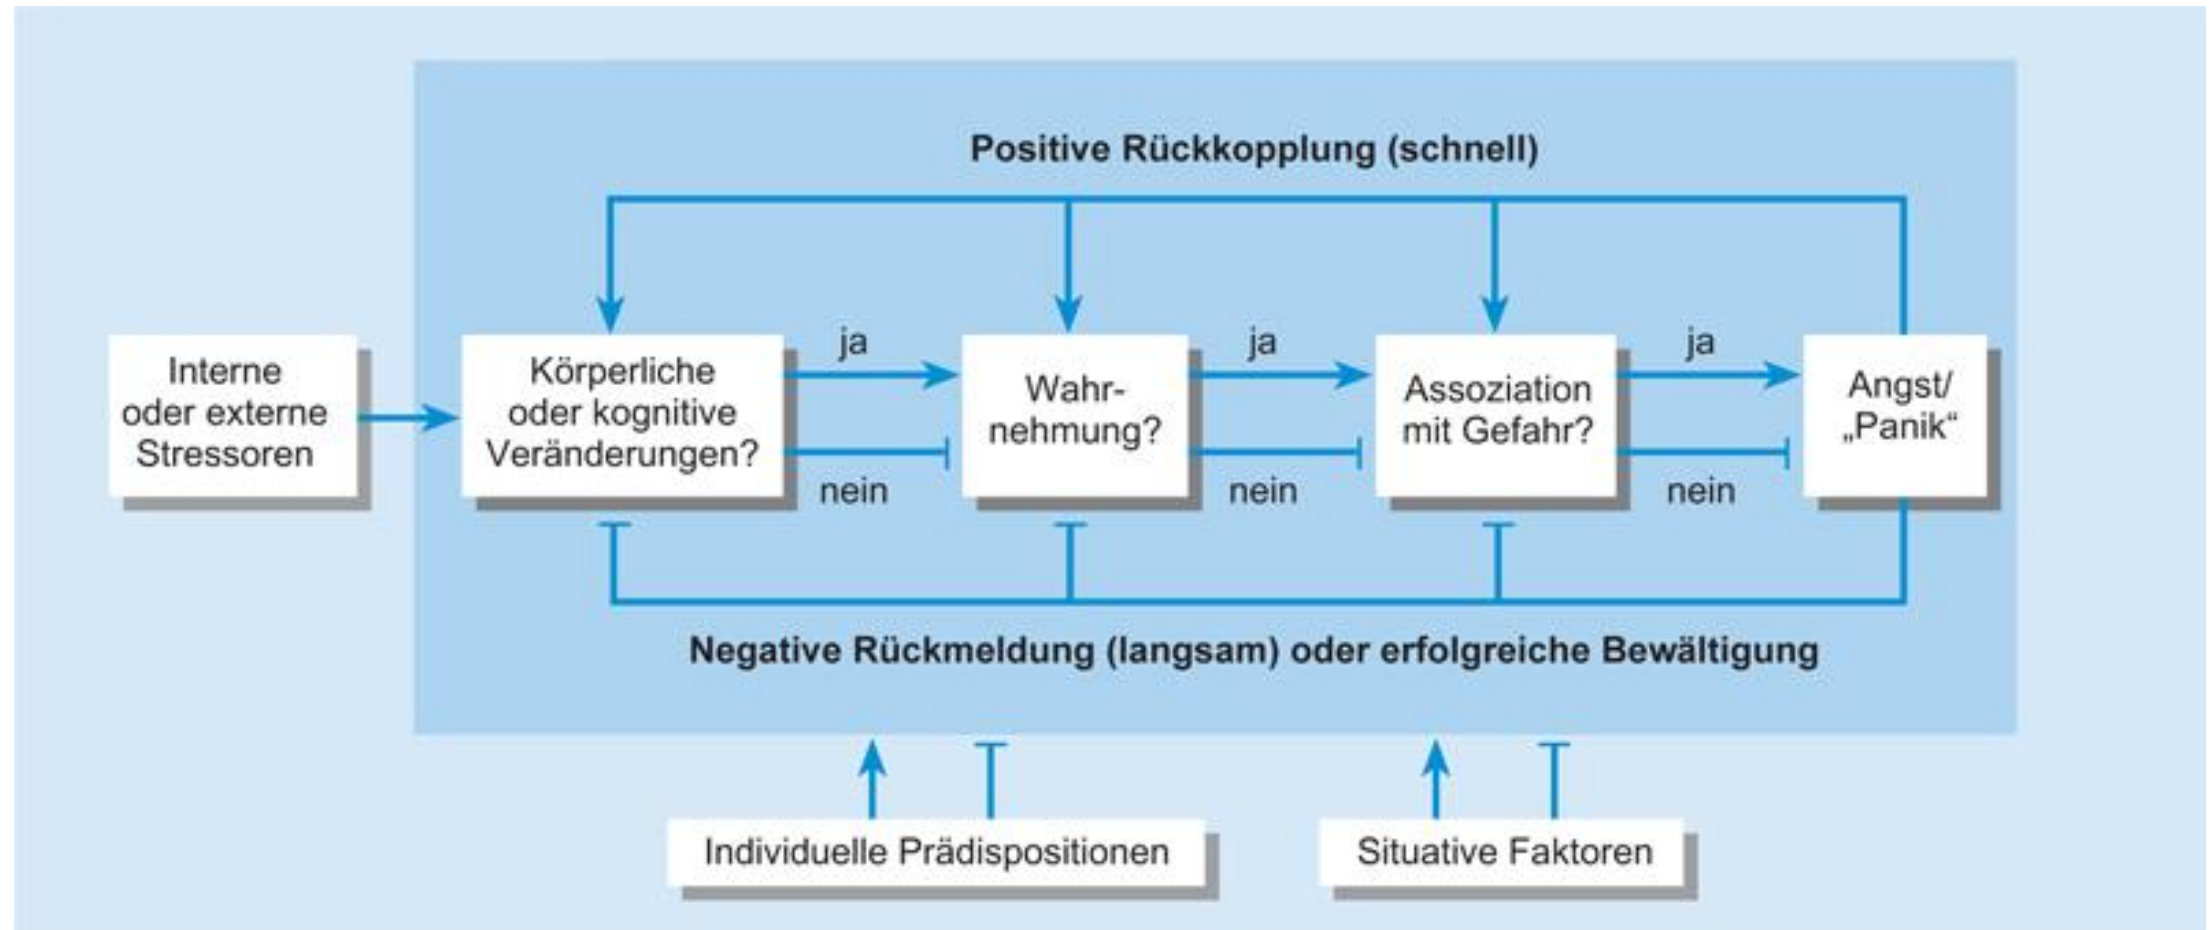 Positive Rückkopplung (schnell)
Interne
oder externe
Stressoren
Körperliche
oder kognitive
Veränderungen?
ja
nein
Wahr-
nehmung?
ja
nein
Assoziation
mit Gefahr?
ja
nein
Angst/
„Panik“
Negative Rückmeldung (langsam) oder erfolgreiche Bewältigung
Individuelle Prädispositionen
Situative Faktoren